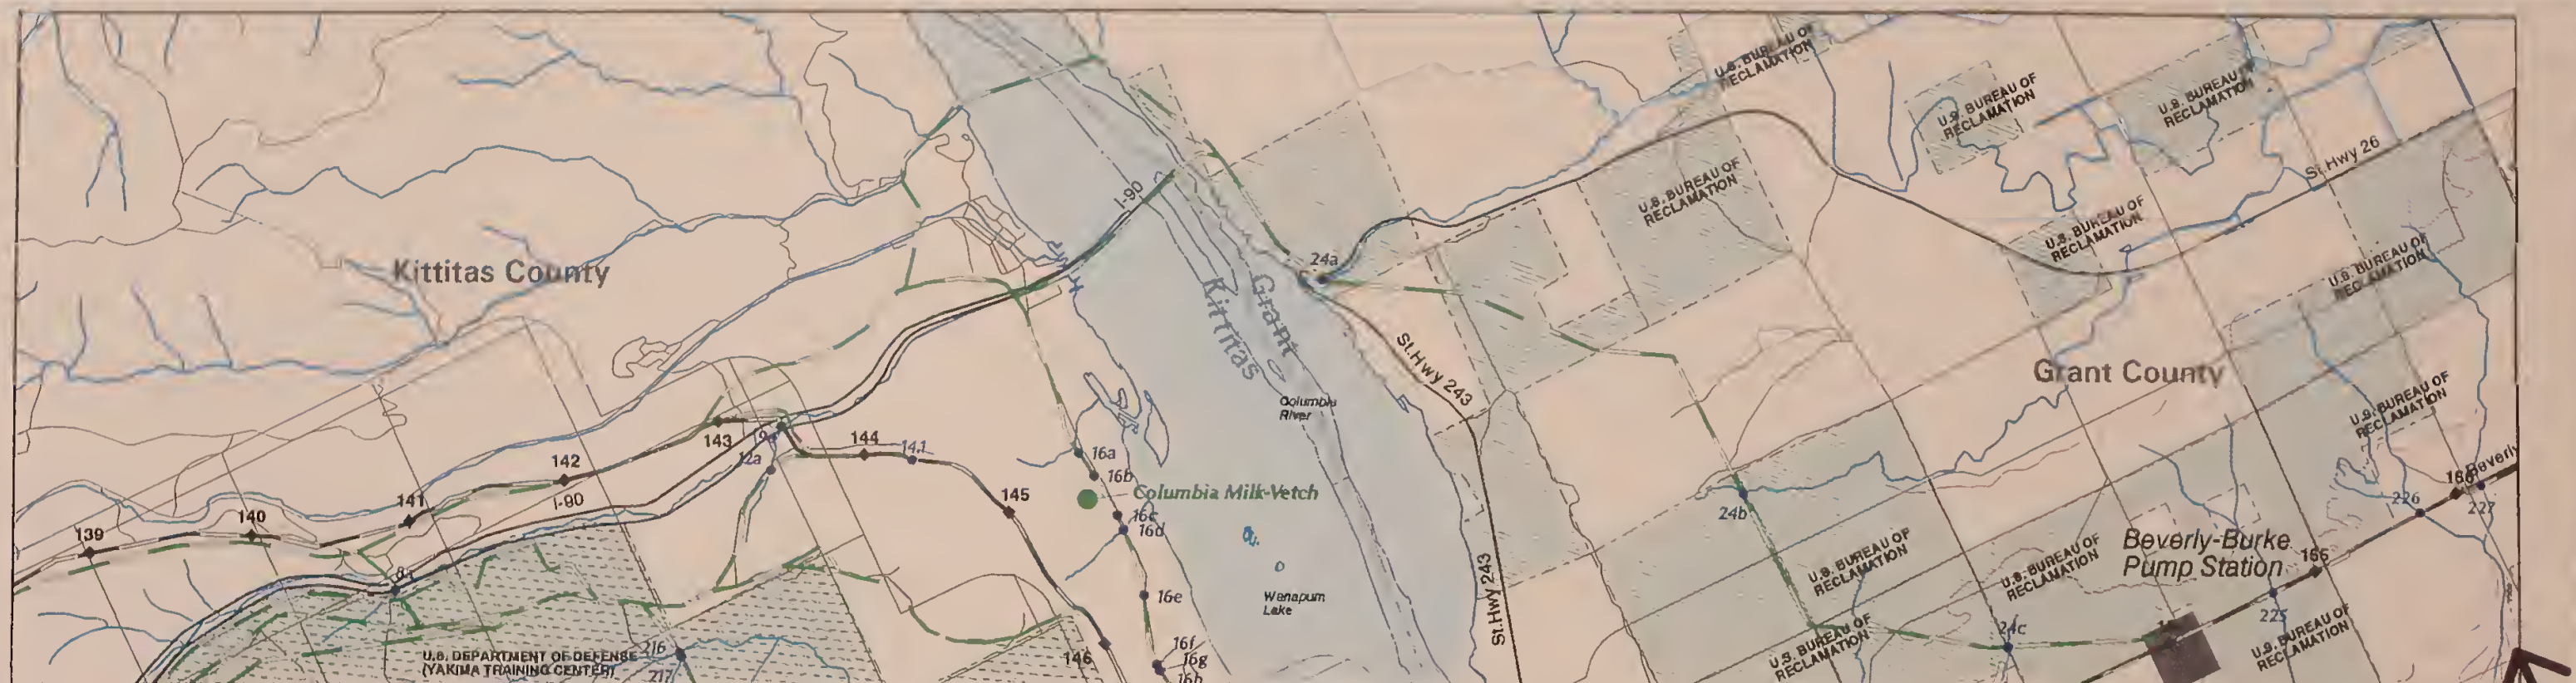 U.S. BUREAU OF
RECLAMATION
U.S. BUREAU OF
RECLAMATION
U.S. BUREAU OF
RECLAMATION
St.Hwy 26
I-90
U.S. BUREAU OF
RECLAMATION
U.S. BUREAU OF
RECLAMATION
U.S. BUREAU OF
RECLAMATION
Kittitas County
24a
Grant
Kittitas
St.Hwy 243
Grant County
Columbia
River
U.S. BUREAU OF
RECLAMATION
143
144
141
12a
142
16a
16b
Columbia Milk-Vetch
145
141
I-90
140
139
16c
16d
24b
226
227
Beverly
St.Hwy 243
U.S. BUREAU OF
RECLAMATION
U.S. BUREAU OF
RECLAMATION
Beverly-Burke
Pump Station
16e
Wanapum
Lake
225
24c
U.S. BUREAU OF
RECLAMATION
U.S. BUREAU OF
RECLAMATION
16f
16g
16h
146
216
217
U.S. DEPARTMENT OF DEFENSE
(YAKIMA TRAINING CENTER)